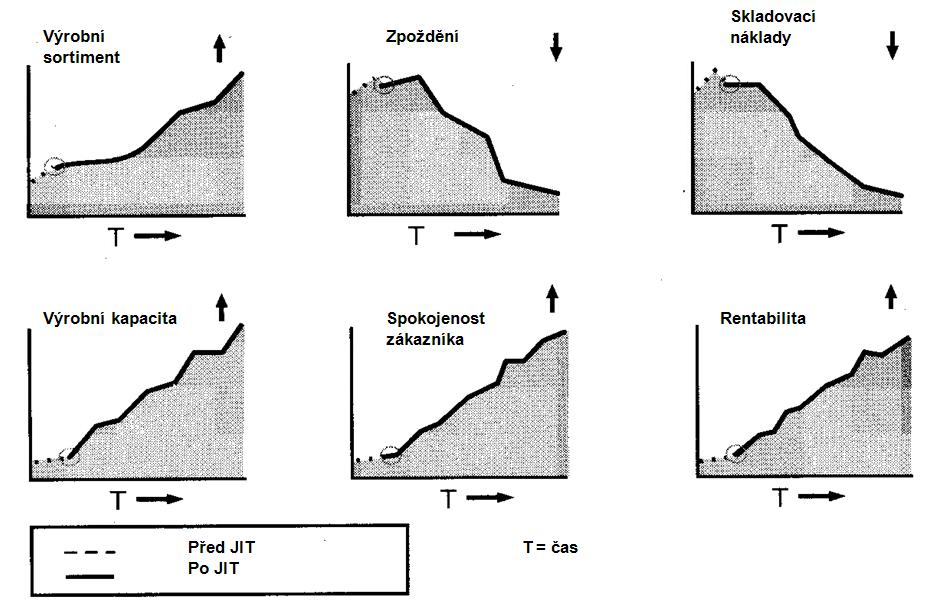 Výrobní
sortiment
Zpoždění
Skladovací
náklady
T
T
T
Výrobní kapacita
Spokojenost
zákazníka
Rentabilita
T
T
T
Před JIT
Po JIT
T = čas